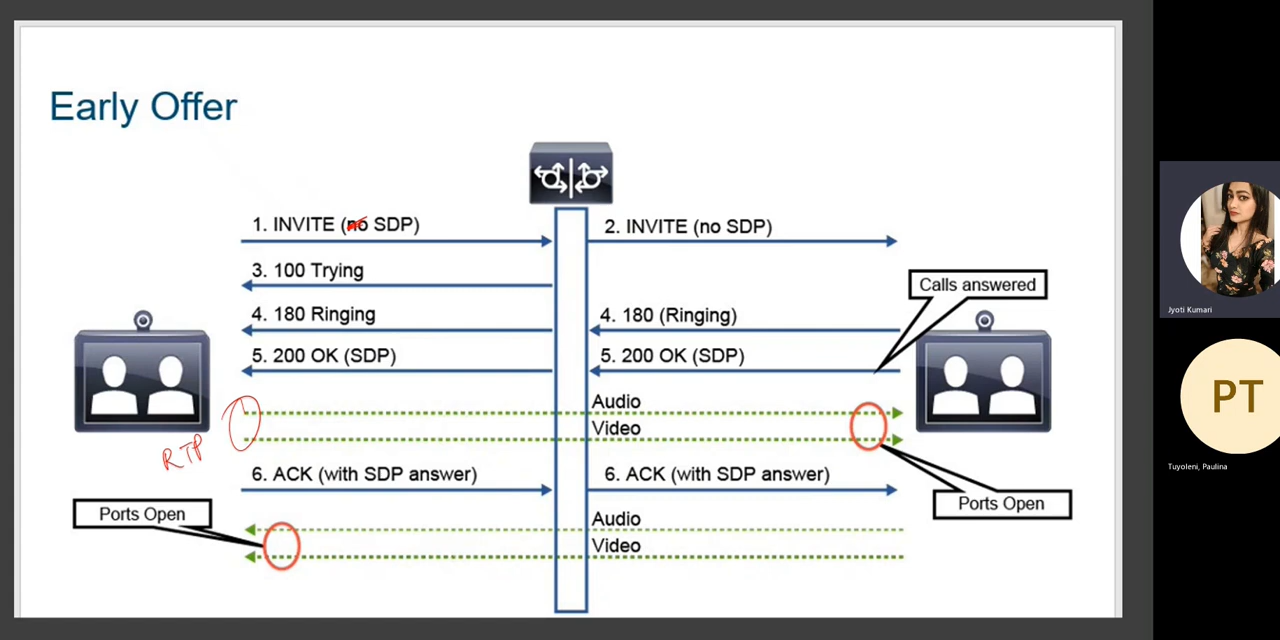 Early Offer
1. INVITE (no SDP)
2. INVITE (no SDP)
3. 100 Trying
Calls answered
4. 180 Ringing
4. 180 (Ringing)
5. 200 OK (SDP)
5. 200 OK (SDP)
Audio
Video
RTP
6. ACK (with SDP answer)
6. ACK (with SDP answer)
Ports Open
Ports Open
Audio
Video
Jyoti Kumari
PT
Tuyoleni, Paulina